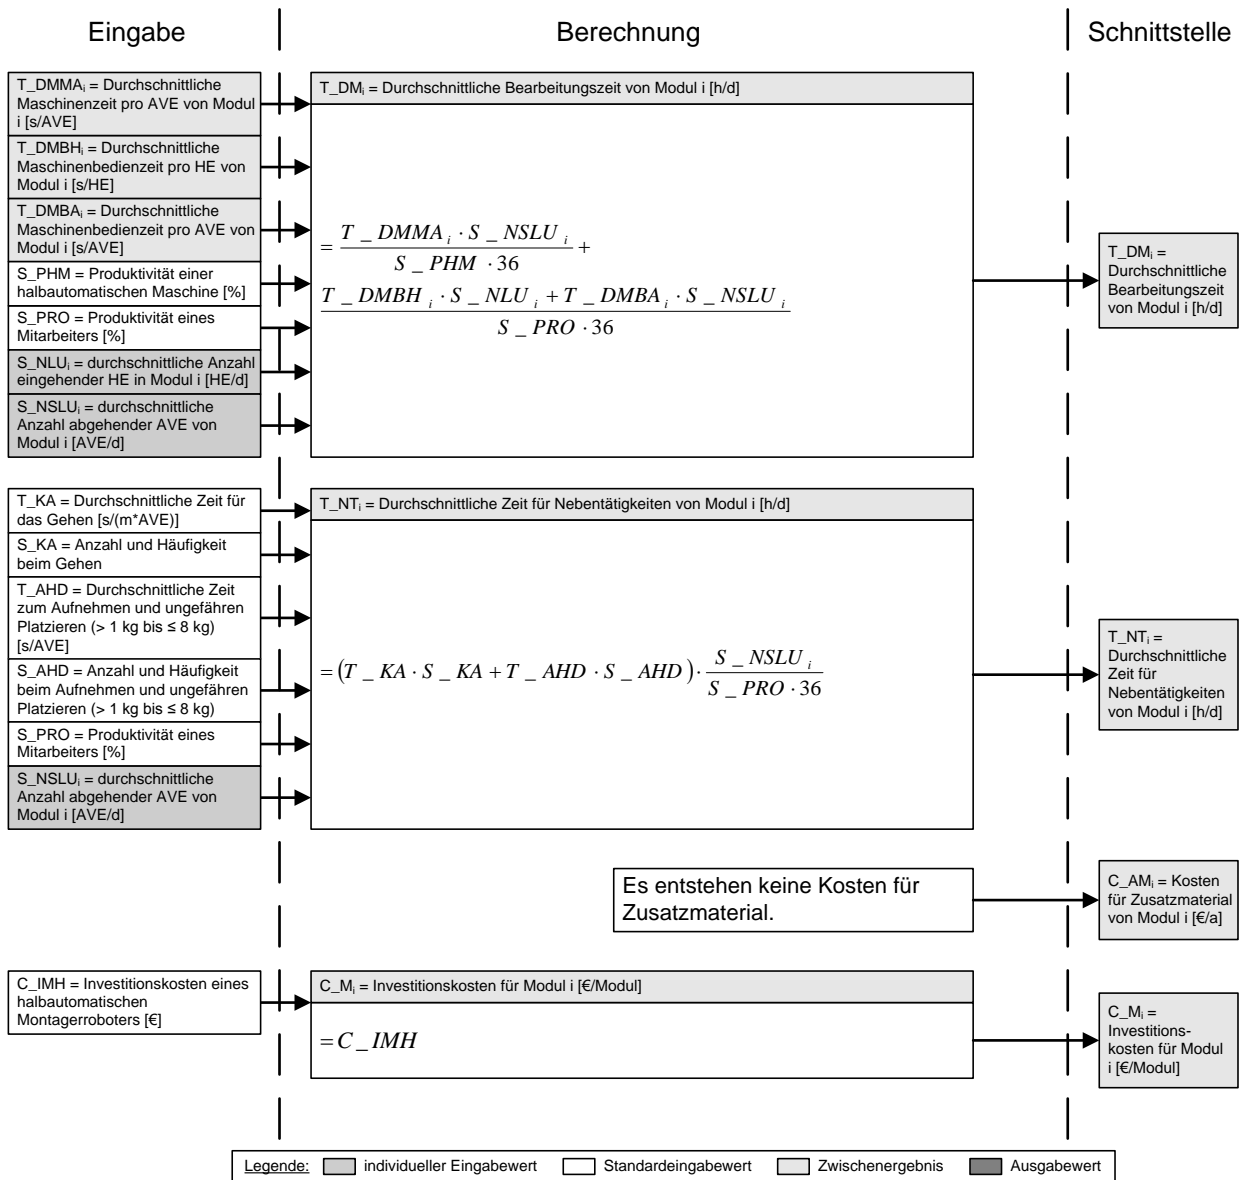 Eingabe
Berechnung
Schnittstelle
T_DMMAᵢ = Durchschnittliche
Maschinenzeit pro AVE von Modul
i [s/AVE]
T_DMBHᵢ = Durchschnittliche
Maschinenbedienzeit pro HE von
Modul i [s/HE]
T_DMBAᵢ = Durchschnittliche
Maschinenbedienzeit pro AVE von
Modul i [s/AVE]
S_PHM = Produktivität einer
halbautomatischen Maschine [%]
S_PRO = Produktivität eines
Mitarbeiters [%]
S_NLUᵢ = durchschnittliche Anzahl
eingehender HE in Modul i [HE/d]
S_NSLUᵢ = durchschnittliche
Anzahl abgehender AVE von
Modul i [AVE/d]
T_DMᵢ = Durchschnittliche Bearbeitungszeit von Modul i [h/d]
= T_DMMAᵢ · S_NSLUᵢ / S_PHM · 36 +
T_DMBHᵢ · S_NLUᵢ + T_DMBAᵢ · S_NSLUᵢ / S_PRO · 36
T_DMᵢ =
Durchschnittliche
Bearbeitungszeit
von Modul i [h/d]
T_KA = Durchschnittliche Zeit für
das Gehen [s/(m*AVE)]
S_KA = Anzahl und Häufigkeit
beim Gehen
T_AHD = Durchschnittliche Zeit
zum Aufnehmen und ungefähren
Platzieren (> 1 kg bis ≤ 8 kg)
[s/AVE]
S_AHD = Anzahl und Häufigkeit
beim Aufnehmen und ungefähren
Platzieren (> 1 kg bis ≤ 8 kg)
S_PRO = Produktivität eines
Mitarbeiters [%]
S_NSLUᵢ = durchschnittliche
Anzahl abgehender AVE von
Modul i [AVE/d]
T_NTᵢ = Durchschnittliche Zeit für Nebentätigkeiten von Modul i [h/d]
= (T_KA · S_KA + T_AHD · S_AHD) · S_NSLUᵢ / S_PRO · 36
T_NTᵢ =
Durchschnittliche
Zeit für
Nebentätigkeiten
von Modul i [h/d]
Es entstehen keine Kosten für
Zusatzmaterial.
C_AMᵢ = Kosten
für Zusatzmaterial
von Modul i [€/a]
C_IMH = Investitionskosten eines
halbautomatischen
Montagerroboters [€]
C_Mᵢ = Investitionskosten für Modul i [€/Modul]
= C_IMH
C_Mᵢ =
Investitions-
kosten für Modul
i [€/Modul]
Legende: individueller Eingabewert Standardeingabewert Zwischenergebnis Ausgabewert